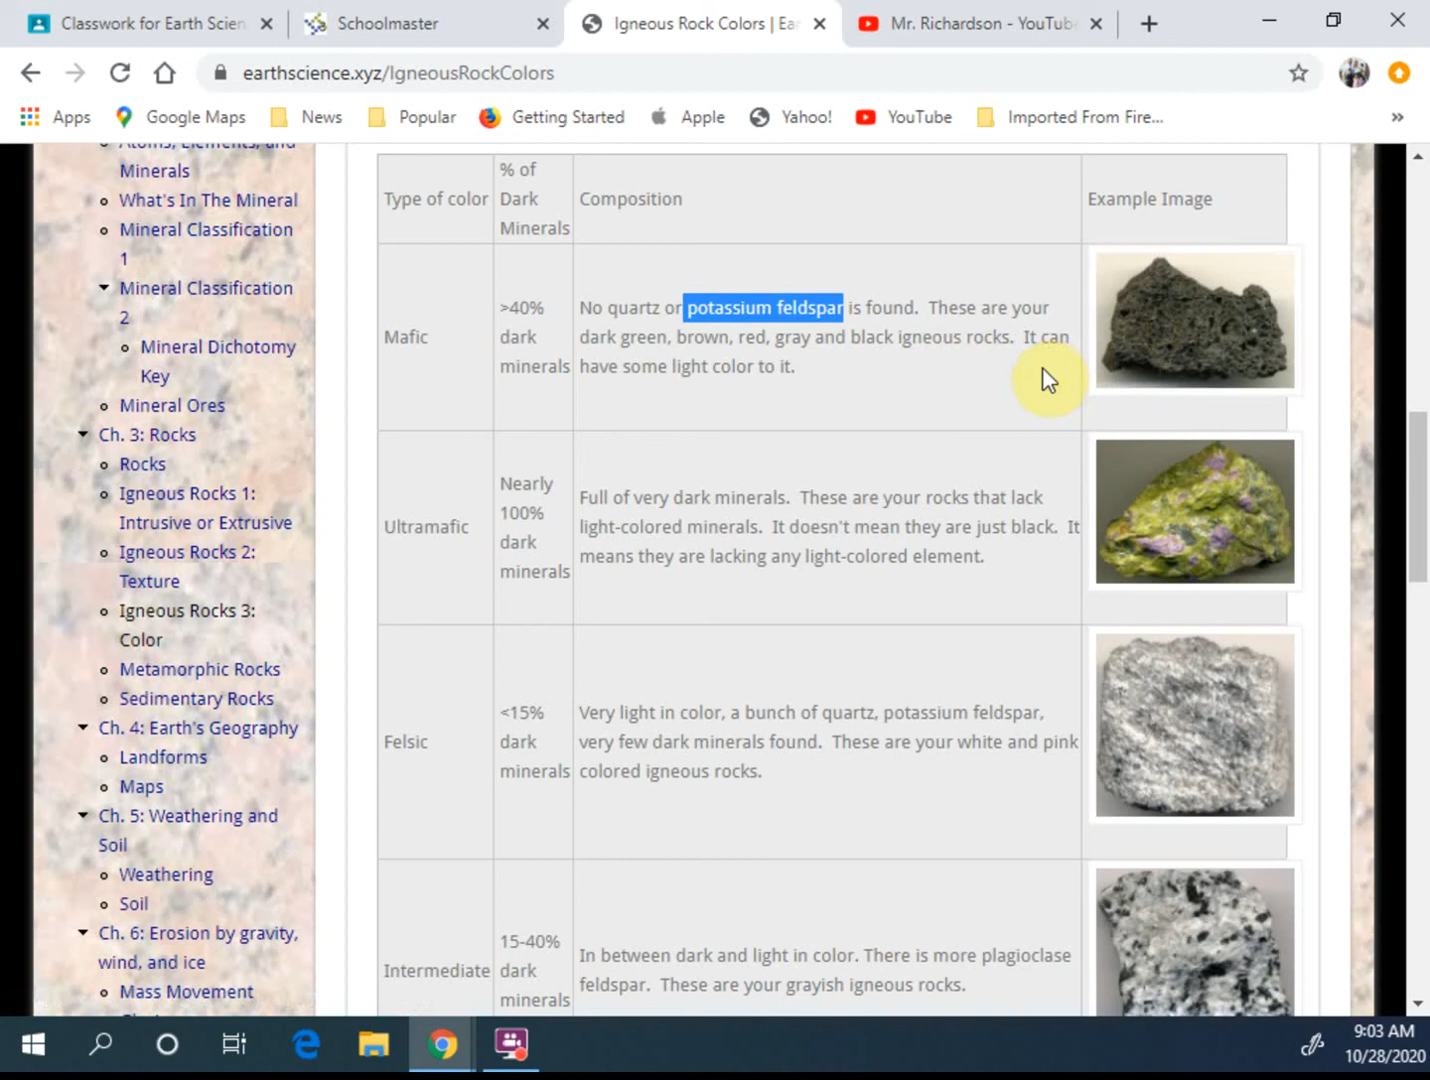 Classwork for Earth Scien
Schoolmaster
Igneous Rock Colors | Ea
Mr. Richardson - YouTub
earthscience.xyz/IgneousRockColors
Apps
Google Maps
News
Popular
Getting Started
Apple
Yahoo!
YouTube
Imported From Fire...
»
Atoms, Elements, and
Minerals
What's In The Mineral
Mineral Classification
1
Mineral Classification
2
Mineral Dichotomy
Key
Mineral Ores
Ch. 3: Rocks
Rocks
Igneous Rocks 1:
Intrusive or Extrusive
Igneous Rocks 2:
Texture
Igneous Rocks 3:
Color
Metamorphic Rocks
Sedimentary Rocks
Ch. 4: Earth's Geography
Landforms
Maps
Ch. 5: Weathering and
Soil
Weathering
Soil
Ch. 6: Erosion by gravity,
wind, and ice
Mass Movement
Type of color
% of
Dark
Minerals
Composition
Example Image
Mafic
>40%
dark
minerals
No quartz or potassium feldspar is found. These are your
dark green, brown, red, gray and black igneous rocks. It can
have some light color to it.
Ultramafic
Nearly
100%
dark
minerals
Full of very dark minerals. These are your rocks that lack
light-colored minerals. It doesn't mean they are just black. It
means they are lacking any light-colored element.
Felsic
<15%
dark
minerals
Very light in color, a bunch of quartz, potassium feldspar,
very few dark minerals found. These are your white and pink
colored igneous rocks.
Intermediate
15-40%
dark
minerals
In between dark and light in color. There is more plagioclase
feldspar. These are your grayish igneous rocks.
9:03 AM
10/28/2020